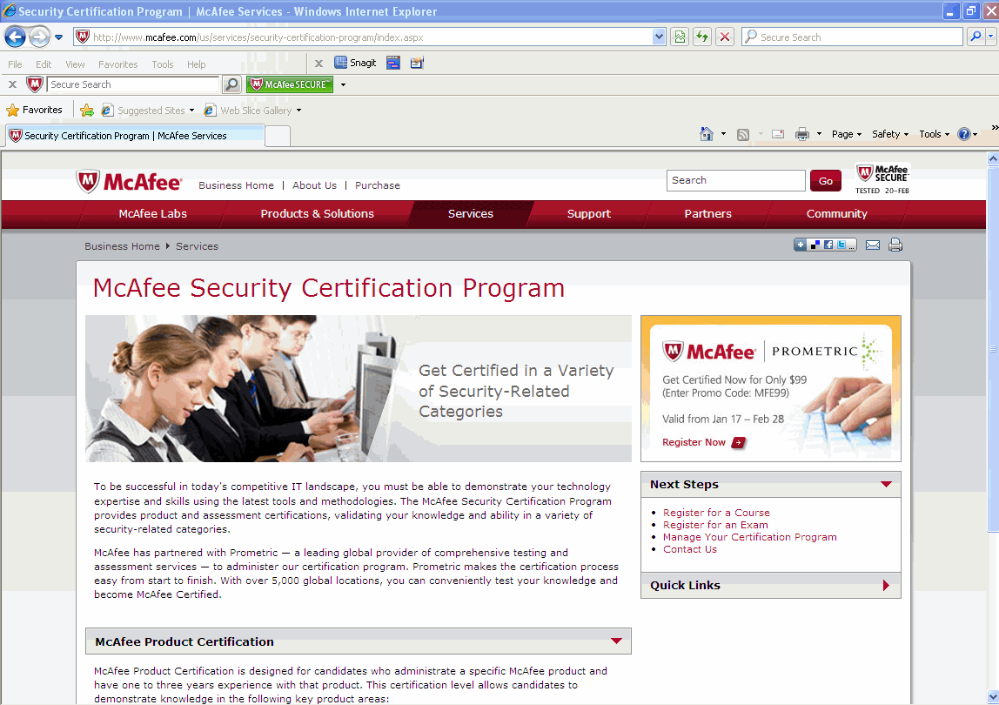 Security Certification Program | McAfee Services - Windows Internet Explorer
http://www.mcafee.com/us/services/security-certification-program/index.aspx
Secure Search
File Edit View Favorites Tools Help
x Snagit
x Secure Search McAfee SECURE™
Favorites Suggested Sites Web Slice Gallery
Security Certification Program | McAfee Services
Page Safety Tools »
McAfee®
Business Home | About Us | Purchase
Search Go
McAfee SECURE™
TESTED 20-FEB
McAfee Labs Products & Solutions Services Support Partners Community
Business Home Services
McAfee Security Certification Program
Get Certified in a Variety
of Security-Related
Categories
McAfee® | PROMETRIC
Get Certified Now for Only $99
(Enter Promo Code: MFE99)
Valid from Jan 17 – Feb 28
Register Now
To be successful in today's competitive IT landscape, you must be able to demonstrate your technology
expertise and skills using the latest tools and methodologies. The McAfee Security Certification Program
provides product and assessment certifications, validating your knowledge and ability in a variety of
security-related categories.
McAfee has partnered with Prometric — a leading global provider of comprehensive testing and
assessment services — to administer our certification program. Prometric makes the certification process
easy from start to finish. With over 5,000 global locations, you can conveniently test your knowledge and
become McAfee Certified.
Next Steps
• Register for a Course
• Register for an Exam
• Manage Your Certification Program
• Contact Us
Quick Links
McAfee Product Certification
McAfee Product Certification is designed for candidates who administrate a specific McAfee product and
have one to three years experience with that product. This certification level allows candidates to
demonstrate knowledge in the following key product areas: